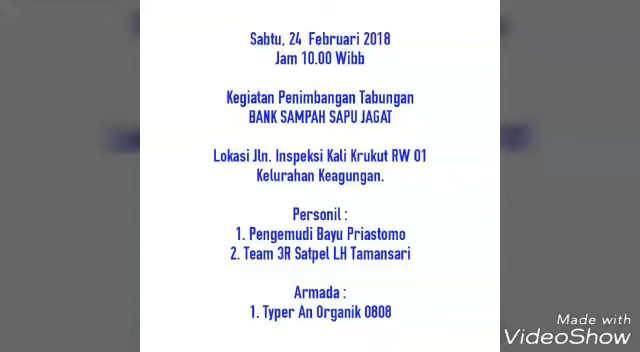 Sabtu, 24 Februari 2018
Jam 10.00 Wibb
Kegiatan Penimbangan Tabungan
BANK SAMPAH SAPU JAGAT
Lokasi Jln. Inspeksi Kali Krukut RW 01
Kelurahan Keagungan.
Personil :
1. Pengemudi Bayu Priastomo
2. Team 3R Satpel LH Tamansari
Armada :
1. Typer An Organik 0808
Made with
VideoShow